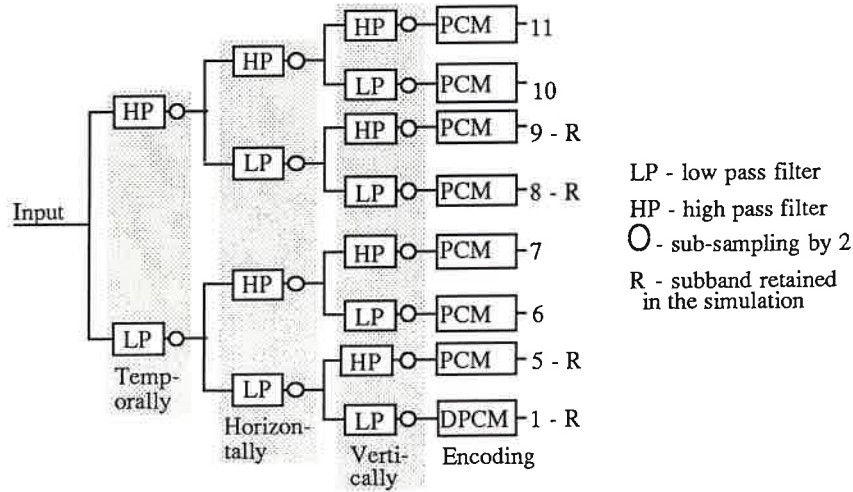 HP PCM 11
HP
LP PCM 10
HP
HP PCM 9 - R
LP
LP PCM 8 - R
Input
HP PCM 7
HP
LP PCM 6
LP
HP PCM 5 - R
LP
LP DPCM 1 - R
Temp-
orally
Horizon-
tally
Verti-
cally
Encoding
LP - low pass filter
HP - high pass filter
O - sub-sampling by 2
R - subband retained
in the simulation